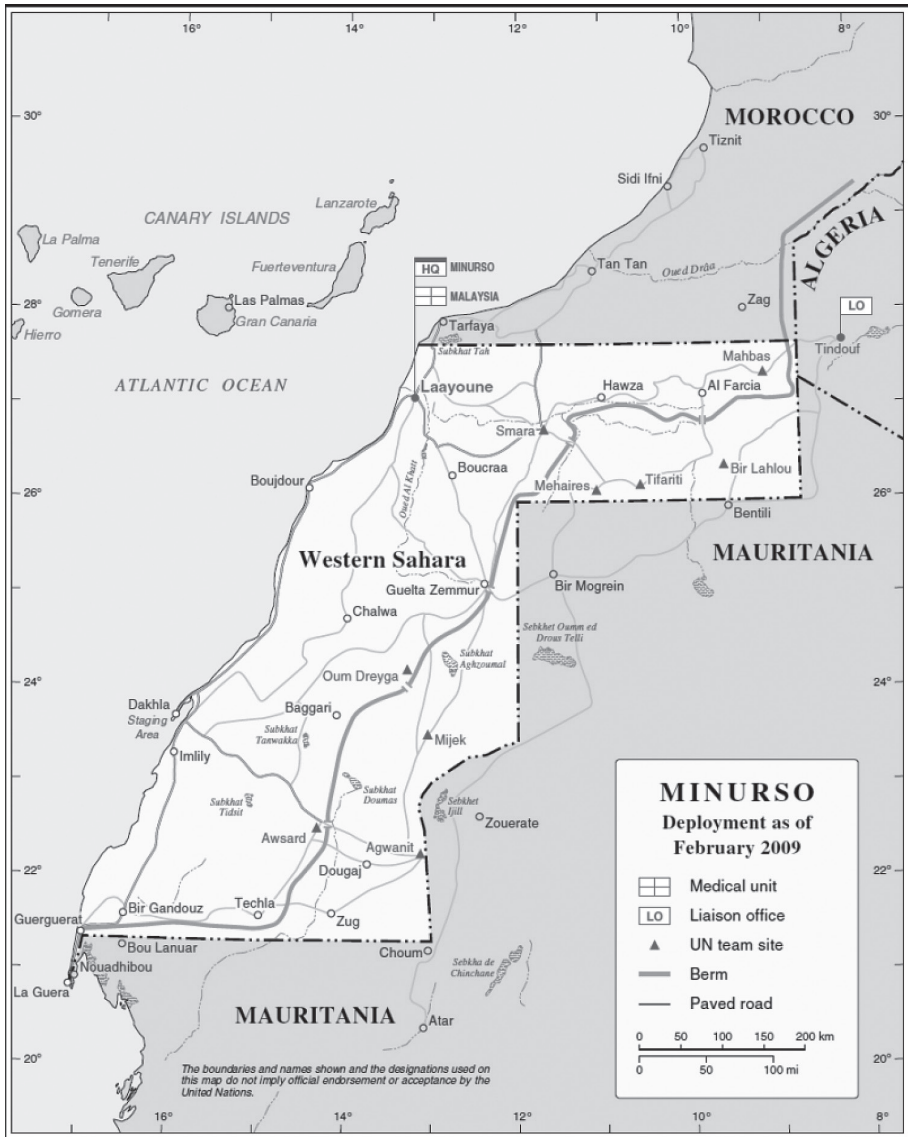 16°
14°
12°
10°
8°
30°
30°
MOROCCO
Tiznit
Sidi Ifni
Lanzarote
CANARY ISLANDS
La Palma
Tenerife
Fuerteventura
HQ MINURSO
MALAYSIA
Tan Tan
Oued Drâa
ALGERIA
Zag
LO
28°
28°
Gomera
Las Palmas
Gran Canaria
Hierro
Tarfaya
Subkhat Tah
Tindouf
Mahbas
ATLANTIC OCEAN
Laayoune
Hawza
Al Farcia
Smara
Boucraa
Oued Al Khatt
Bir Lahlou
Boujdour
Mehaires
Tifariti
26°
26°
Bentili
Western Sahara
MAURITANIA
Guelta Zemmur
Bir Mogrein
Chalwa
Sebkhet Oumm ed
Drous Telli
Subkhat
Aghzoumal
Oum Dreyga
24°
24°
Dakhla
Staging
Area
Baggari
Subkhat
Tanwakka
Mijek
Imlily
Subkhat
Tidsit
Subkhat
Doumas
Sebkhet
Ijill
Zouerate
Awsard
Agwanit
22°
22°
Dougaj
Bir Gandouz
Techla
Zug
Guerguerat
Bou Lanuar
Choum
Nouadhibou
La Guera
Sebkha de
Chinchane
MAURITANIA
Atar
20°
20°
The boundaries and names shown and the designations used on
this map do not imply official endorsement or acceptance by the
United Nations.
16°
14°
12°
10°
8°
MINURSO
Deployment as of
February 2009
Medical unit
LO Liaison office
UN team site
Berm
Paved road
0 50 100 150 200 km
0 50 100 mi